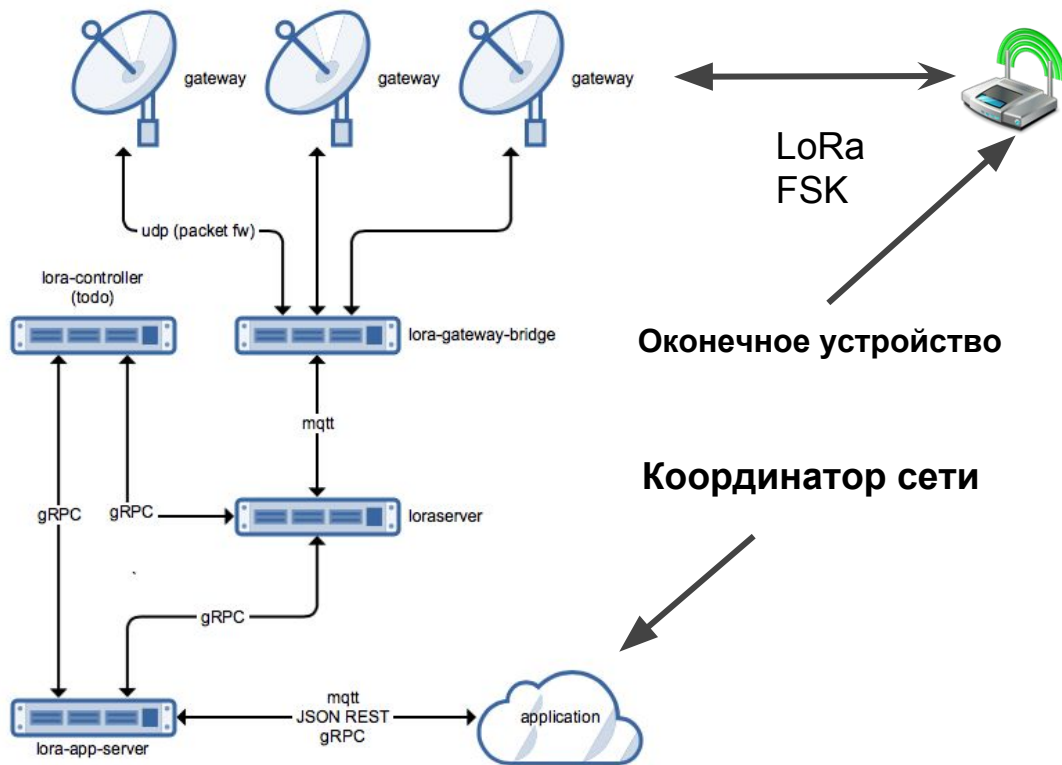 gateway
gateway
gateway
LoRa
FSK
udp (packet fw)
lora-controller
(todo)
lora-gateway-bridge
Оконечное устройство
mqtt
Координатор сети
gRPC
gRPC
loraserver
gRPC
mqtt
JSON REST
gRPC
application
lora-app-server